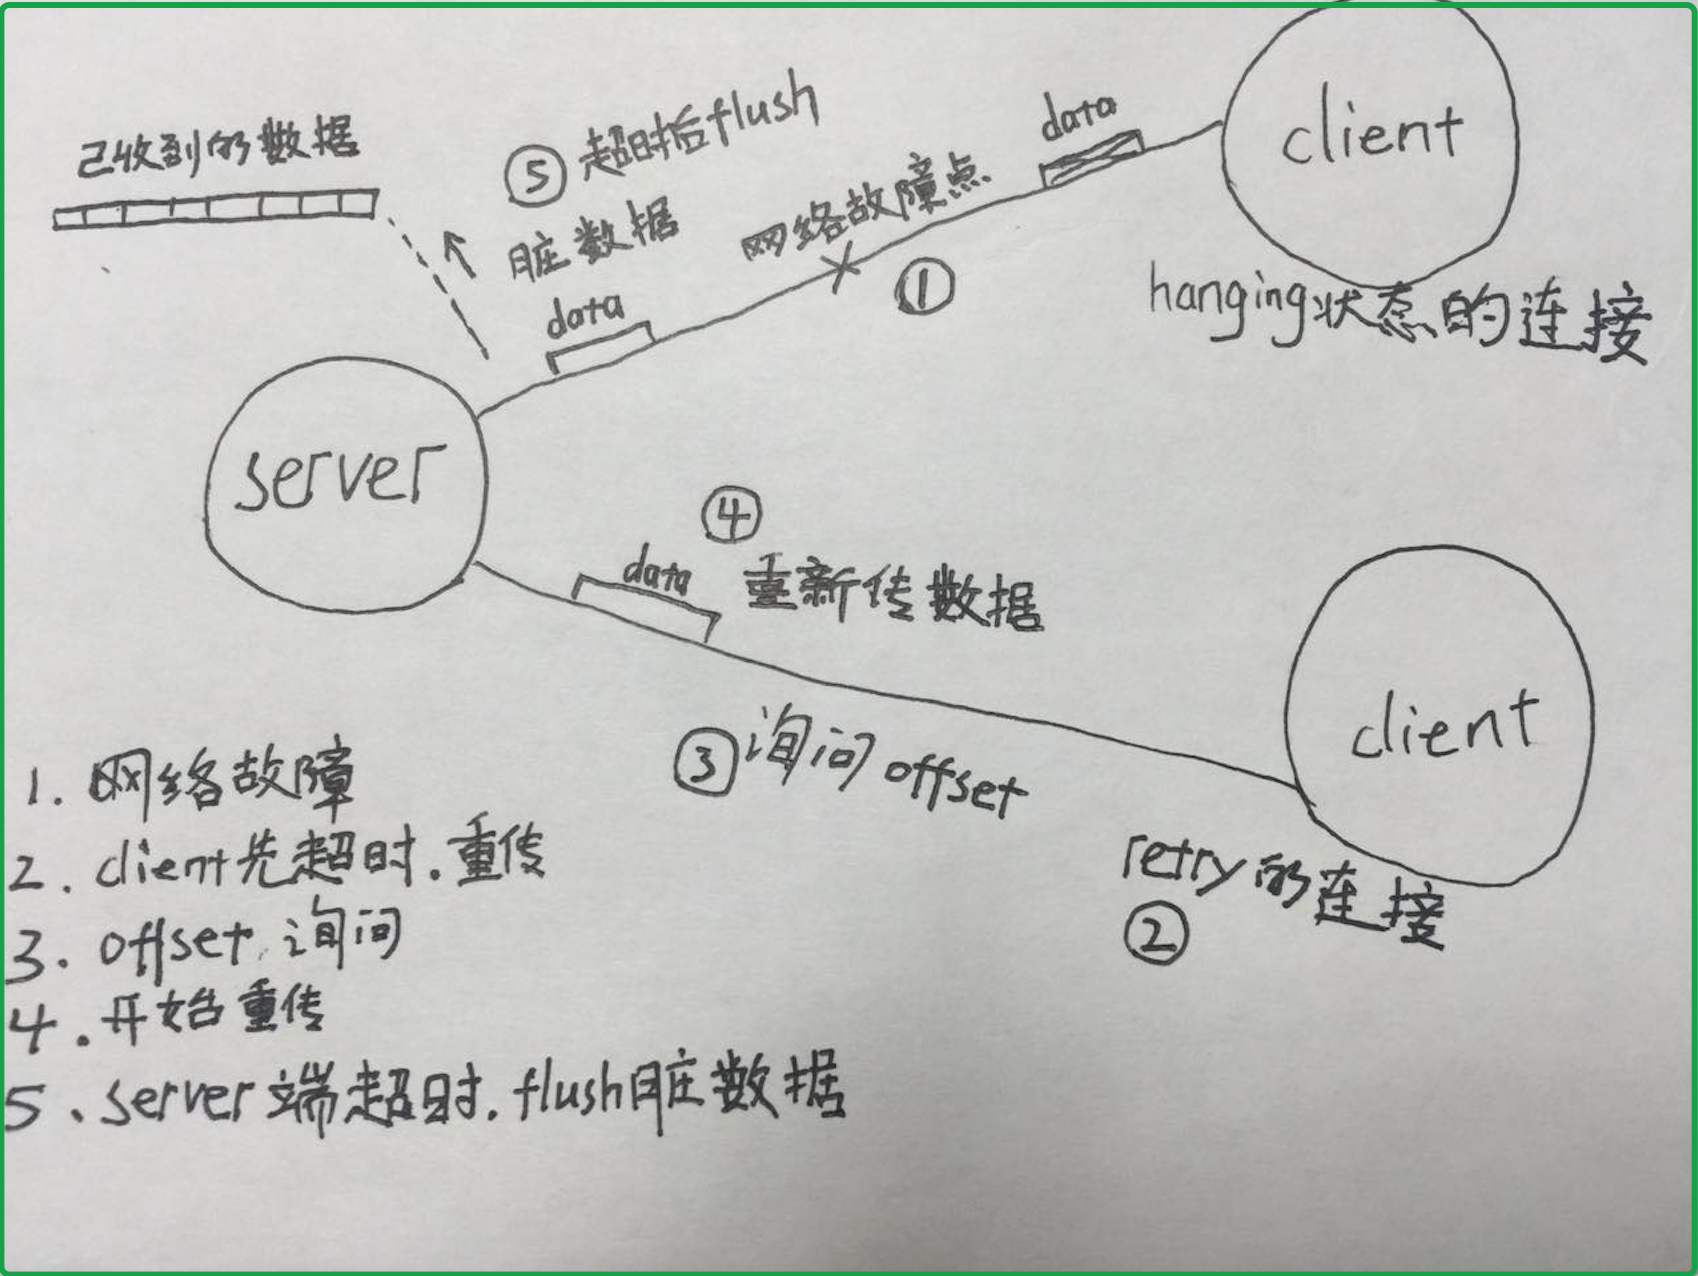 已收到的数据
⑤ 超时后flush
脏数据
data
网络故障点
①
data
client
hanging状态的连接
server
④
data 重新传数据
③ 询问 offset
client
retry的连接
②
1. 网络故障
2. client先超时.重传
3. offset 询问
4. 开始重传
5、server端超时.flush脏数据